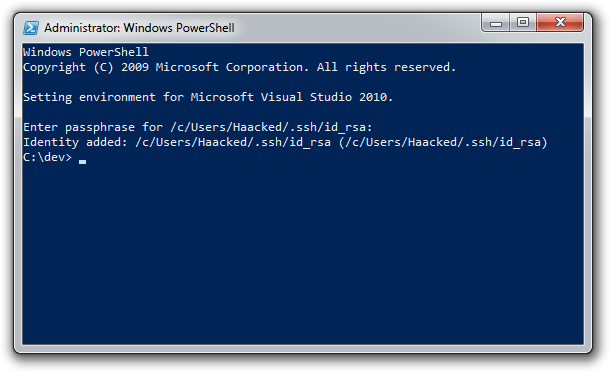 Administrator: Windows PowerShell
Windows PowerShell
Copyright (C) 2009 Microsoft Corporation. All rights reserved.
Setting environment for Microsoft Visual Studio 2010.
Enter passphrase for /c/Users/Haacked/.ssh/id_rsa:
Identity added: /c/Users/Haacked/.ssh/id_rsa (/c/Users/Haacked/.ssh/id_rsa)
C:\dev>